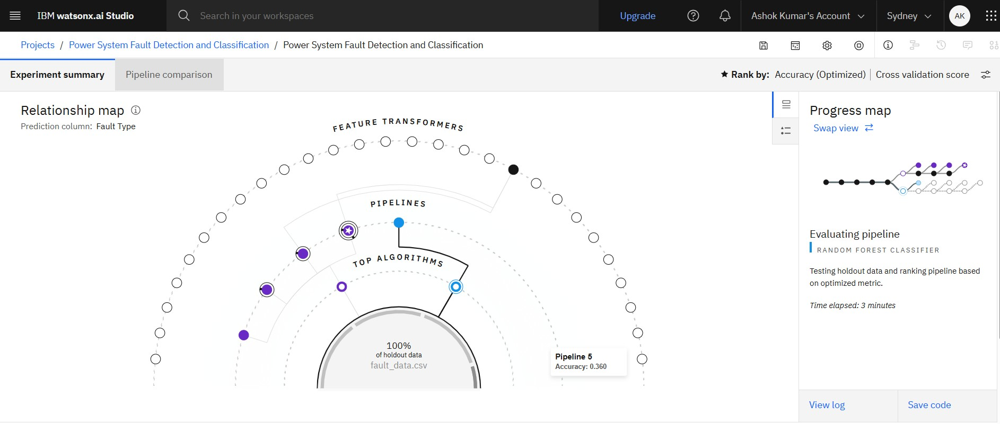 IBM watsonx.ai Studio
Search in your workspaces
Upgrade
Ashok Kumar's Account
Sydney
AK
Projects / Power System Fault Detection and Classification / Power System Fault Detection and Classification
Experiment summary
Pipeline comparison
Rank by: Accuracy (Optimized) | Cross validation score
Relationship map
Prediction column: Fault Type
FEATURE TRANSFORMERS
PIPELINES
TOP ALGORITHMS
100%
of holdout data
fault_data.csv
Pipeline 5
Accuracy: 0.360
Progress map
Swap view
Evaluating pipeline
RANDOM FOREST CLASSIFIER
Testing holdout data and ranking pipeline based
on optimized metric.
Time elapsed: 3 minutes
View log
Save code